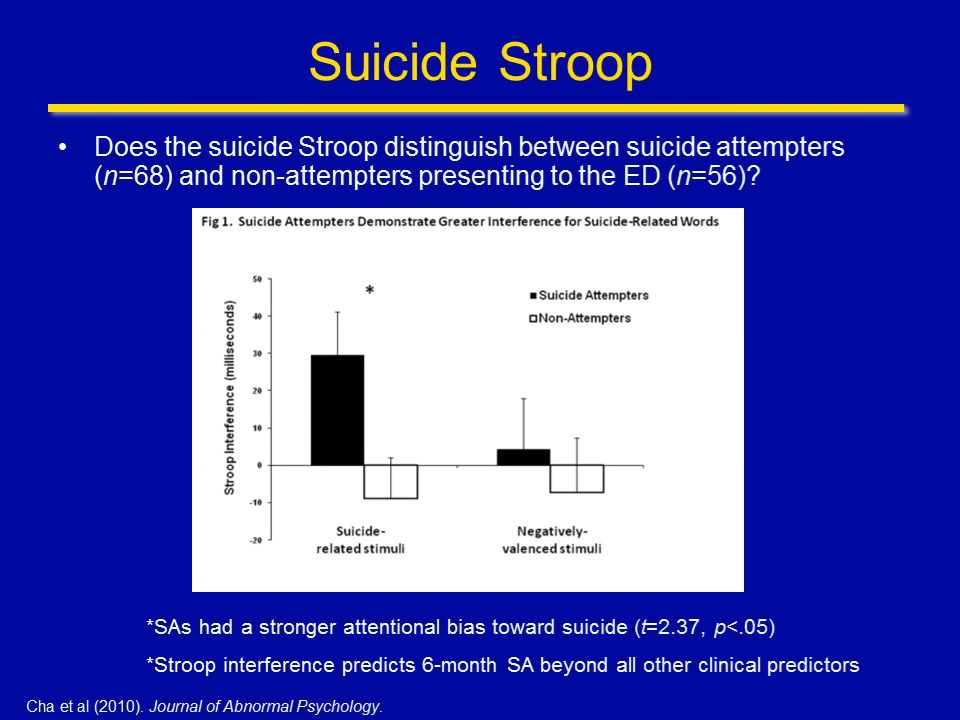 Suicide Stroop
• Does the suicide Stroop distinguish between suicide attempters
(n=68) and non-attempters presenting to the ED (n=56)?
Fig 1. Suicide Attempters Demonstrate Greater Interference for Suicide-Related Words
Stroop Interference (milliseconds)
50
40
30
20
10
0
-10
-20
*
Suicide Attempters
Non-Attempters
Suicide-
related stimuli
Negatively-
valenced stimuli
*SAs had a stronger attentional bias toward suicide (t=2.37, p<.05)
*Stroop interference predicts 6-month SA beyond all other clinical predictors
Cha et al (2010). Journal of Abnormal Psychology.